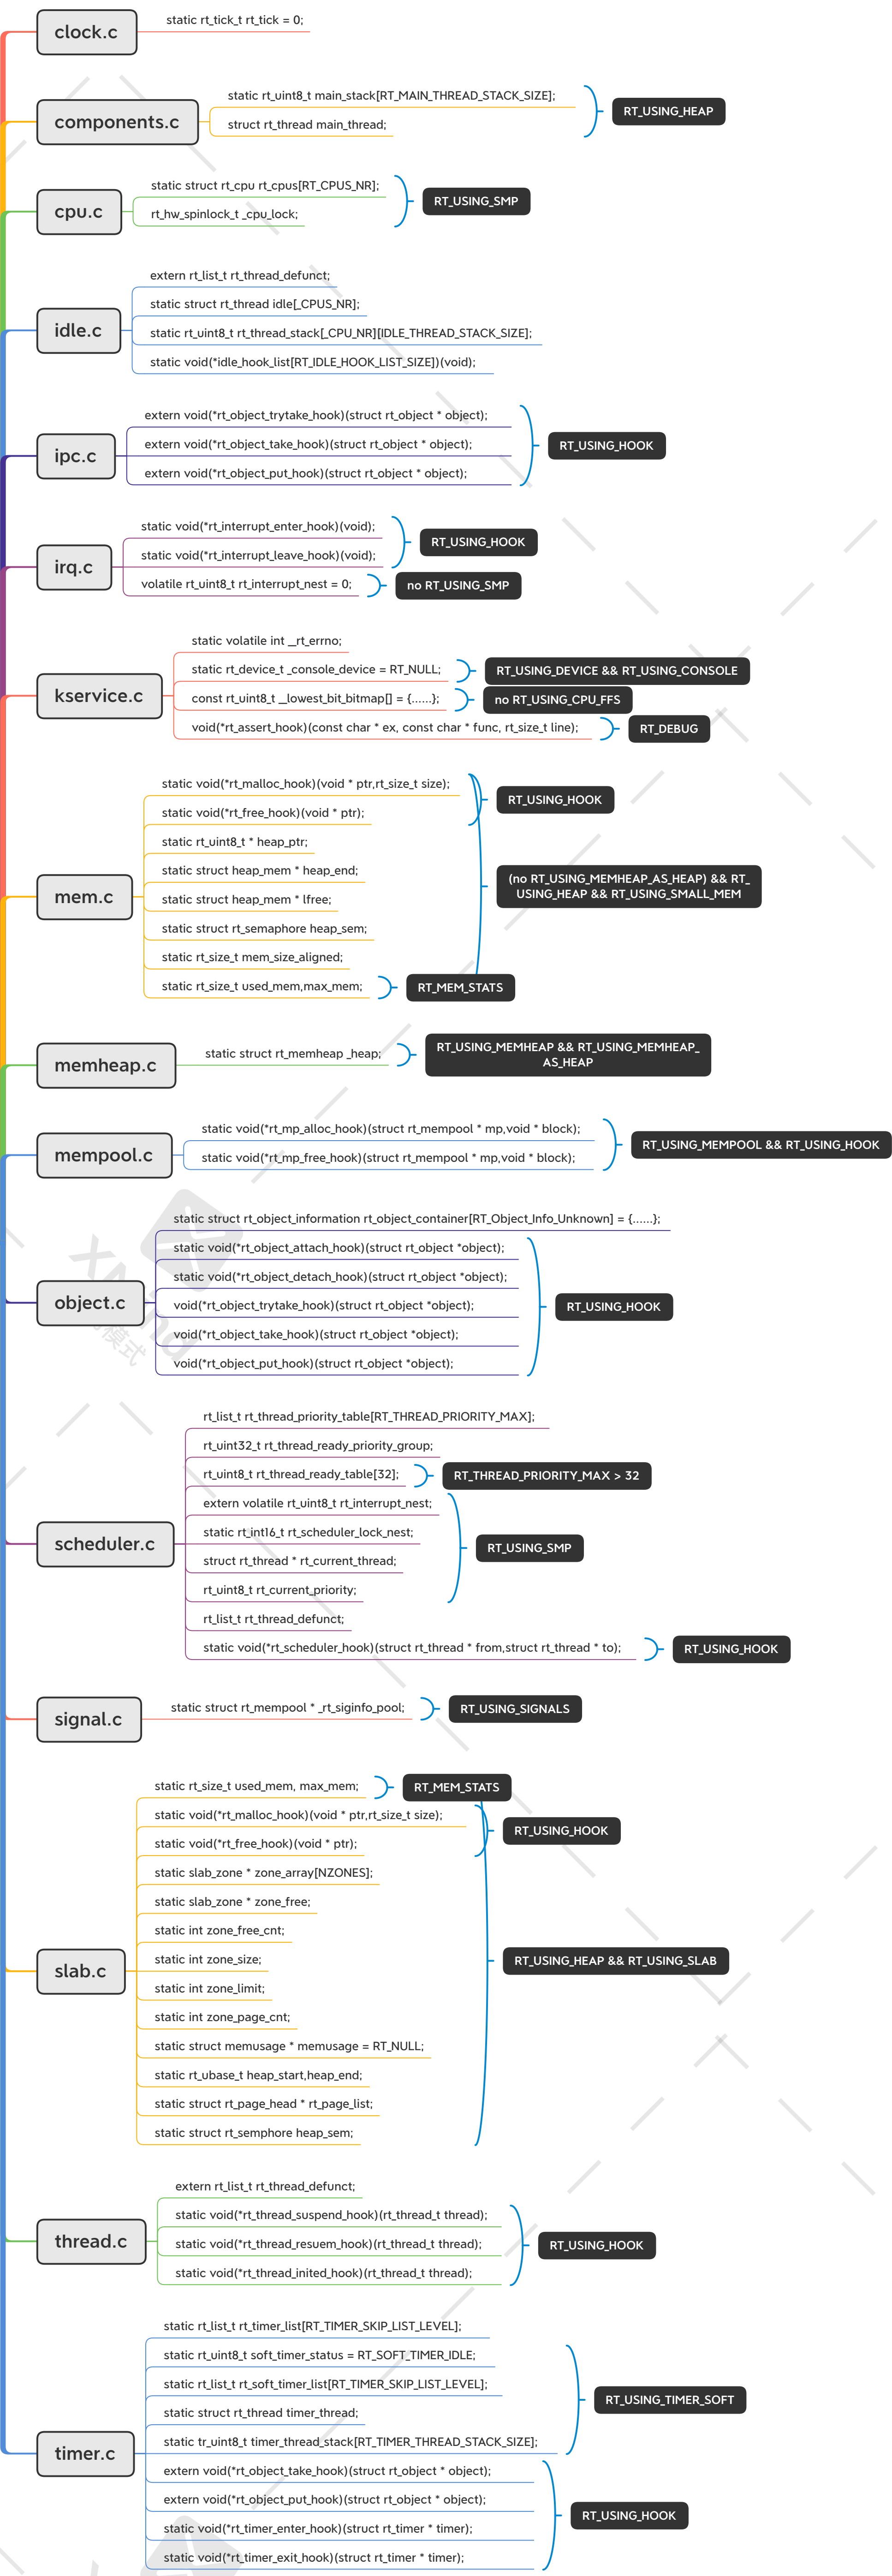 clock.c
static rt_tick_t rt_tick = 0;
components.c
static rt_uint8_t main_stack[RT_MAIN_THREAD_STACK_SIZE];
struct rt_thread main_thread;
RT_USING_HEAP
cpu.c
static struct rt_cpu rt_cpus[RT_CPUS_NR];
rt_hw_spinlock_t _cpu_lock;
RT_USING_SMP
idle.c
extern rt_list_t rt_thread_defunct;
static struct rt_thread idle[_CPUS_NR];
static rt_uint8_t rt_thread_stack[_CPU_NR][IDLE_THREAD_STACK_SIZE];
static void(*idle_hook_list[RT_IDLE_HOOK_LIST_SIZE])(void);
ipc.c
extern void(*rt_object_trytake_hook)(struct rt_object * object);
extern void(*rt_object_take_hook)(struct rt_object * object);
extern void(*rt_object_put_hook)(struct rt_object * object);
RT_USING_HOOK
irq.c
static void(*rt_interrupt_enter_hook)(void);
static void(*rt_interrupt_leave_hook)(void);
RT_USING_HOOK
volatile rt_uint8_t rt_interrupt_nest = 0;
no RT_USING_SMP
kservice.c
static volatile int __rt_errno;
static rt_device_t _console_device = RT_NULL;
RT_USING_DEVICE && RT_USING_CONSOLE
const rt_uint8_t __lowest_bit_bitmap[] = {......};
no RT_USING_CPU_FFS
void(*rt_assert_hook)(const char * ex, const char * func, rt_size_t line);
RT_DEBUG
mem.c
static void(*rt_malloc_hook)(void * ptr,rt_size_t size);
static void(*rt_free_hook)(void * ptr);
RT_USING_HOOK
static rt_uint8_t * heap_ptr;
static struct heap_mem * heap_end;
static struct heap_mem * lfree;
static struct rt_semaphore heap_sem;
static rt_size_t mem_size_aligned;
static rt_size_t used_mem,max_mem;
RT_MEM_STATS
(no RT_USING_MEMHEAP_AS_HEAP) && RT_
USING_HEAP && RT_USING_SMALL_MEM
memheap.c
static struct rt_memheap _heap;
RT_USING_MEMHEAP && RT_USING_MEMHEAP_
AS_HEAP
mempool.c
static void(*rt_mp_alloc_hook)(struct rt_mempool * mp,void * block);
static void(*rt_mp_free_hook)(struct rt_mempool * mp,void * block);
RT_USING_MEMPOOL && RT_USING_HOOK
object.c
static struct rt_object_information rt_object_container[RT_Object_Info_Unknown] = {......};
static void(*rt_object_attach_hook)(struct rt_object *object);
static void(*rt_object_detach_hook)(struct rt_object *object);
void(*rt_object_trytake_hook)(struct rt_object *object);
void(*rt_object_take_hook)(struct rt_object *object);
void(*rt_object_put_hook)(struct rt_object *object);
RT_USING_HOOK
scheduler.c
rt_list_t rt_thread_priority_table[RT_THREAD_PRIORITY_MAX];
rt_uint32_t rt_thread_ready_priority_group;
rt_uint8_t rt_thread_ready_table[32];
RT_THREAD_PRIORITY_MAX > 32
extern volatile rt_uint8_t rt_interrupt_nest;
static rt_int16_t rt_scheduler_lock_nest;
struct rt_thread * rt_current_thread;
rt_uint8_t rt_current_priority;
RT_USING_SMP
rt_list_t rt_thread_defunct;
static void(*rt_scheduler_hook)(struct rt_thread * from,struct rt_thread * to);
RT_USING_HOOK
signal.c
static struct rt_mempool * _rt_siginfo_pool;
RT_USING_SIGNALS
slab.c
static rt_size_t used_mem, max_mem;
RT_MEM_STATS
static void(*rt_malloc_hook)(void * ptr,rt_size_t size);
static void(*rt_free_hook)(void * ptr);
RT_USING_HOOK
static slab_zone * zone_array[NZONES];
static slab_zone * zone_free;
static int zone_free_cnt;
static int zone_size;
static int zone_limit;
static int zone_page_cnt;
static struct memusage * memusage = RT_NULL;
static rt_ubase_t heap_start,heap_end;
static struct rt_page_head * rt_page_list;
static struct rt_semphore heap_sem;
RT_USING_HEAP && RT_USING_SLAB
thread.c
extern rt_list_t rt_thread_defunct;
static void(*rt_thread_suspend_hook)(rt_thread_t thread);
static void(*rt_thread_resuem_hook)(rt_thread_t thread);
static void(*rt_thread_inited_hook)(rt_thread_t thread);
RT_USING_HOOK
timer.c
static rt_list_t rt_timer_list[RT_TIMER_SKIP_LIST_LEVEL];
static rt_uint8_t soft_timer_status = RT_SOFT_TIMER_IDLE;
static rt_list_t rt_soft_timer_list[RT_TIMER_SKIP_LIST_LEVEL];
static struct rt_thread timer_thread;
static tr_uint8_t timer_thread_stack[RT_TIMER_THREAD_STACK_SIZE];
RT_USING_TIMER_SOFT
extern void(*rt_object_take_hook)(struct rt_object * object);
extern void(*rt_object_put_hook)(struct rt_object * object);
static void(*rt_timer_enter_hook)(struct rt_timer * timer);
static void(*rt_timer_exit_hook)(struct rt_timer * timer);
RT_USING_HOOK